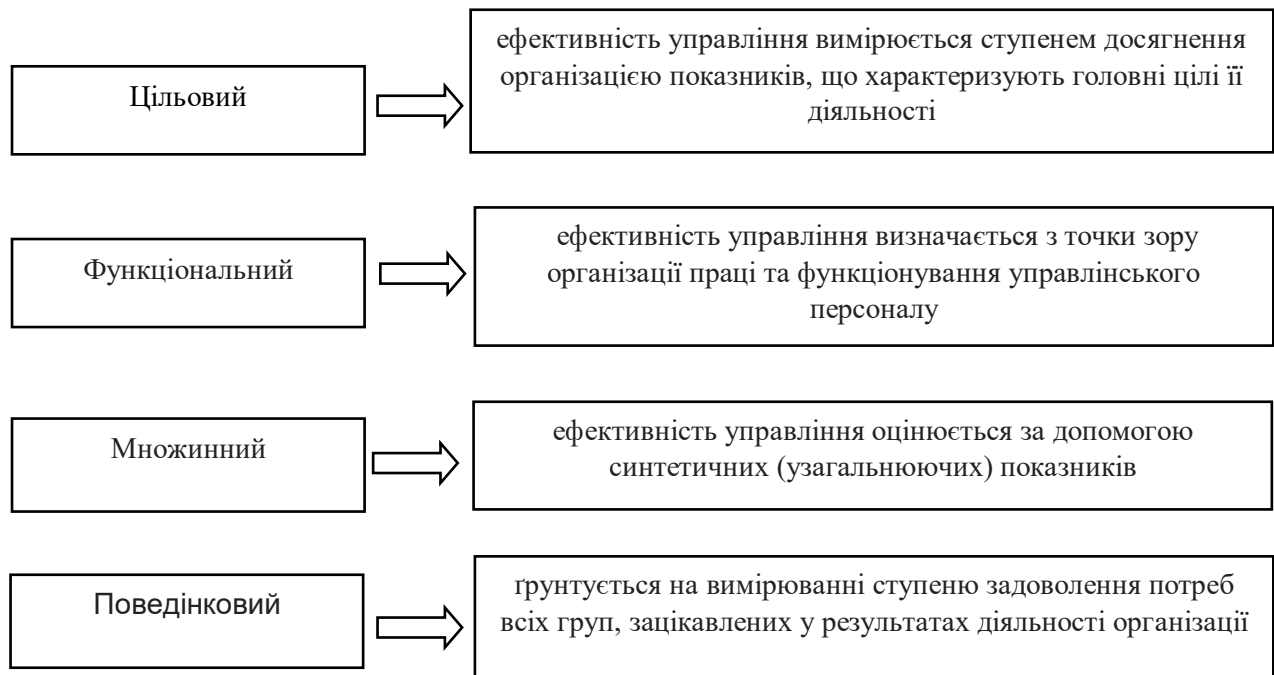 Цільовий
ефективність управління вимірюється ступенем досягнення
організацією показників, що характеризують головні цілі її
діяльності
Функціональний
ефективність управління визначається з точки зору
організації праці та функціонування управлінського
персоналу
Множинний
ефективність управління оцінюється за допомогою
синтетичних (узагальнюючих) показників
Поведінковий
ґрунтується на вимірюванні ступеню задоволення потреб
всіх груп, зацікавлених у результатах діяльності організації